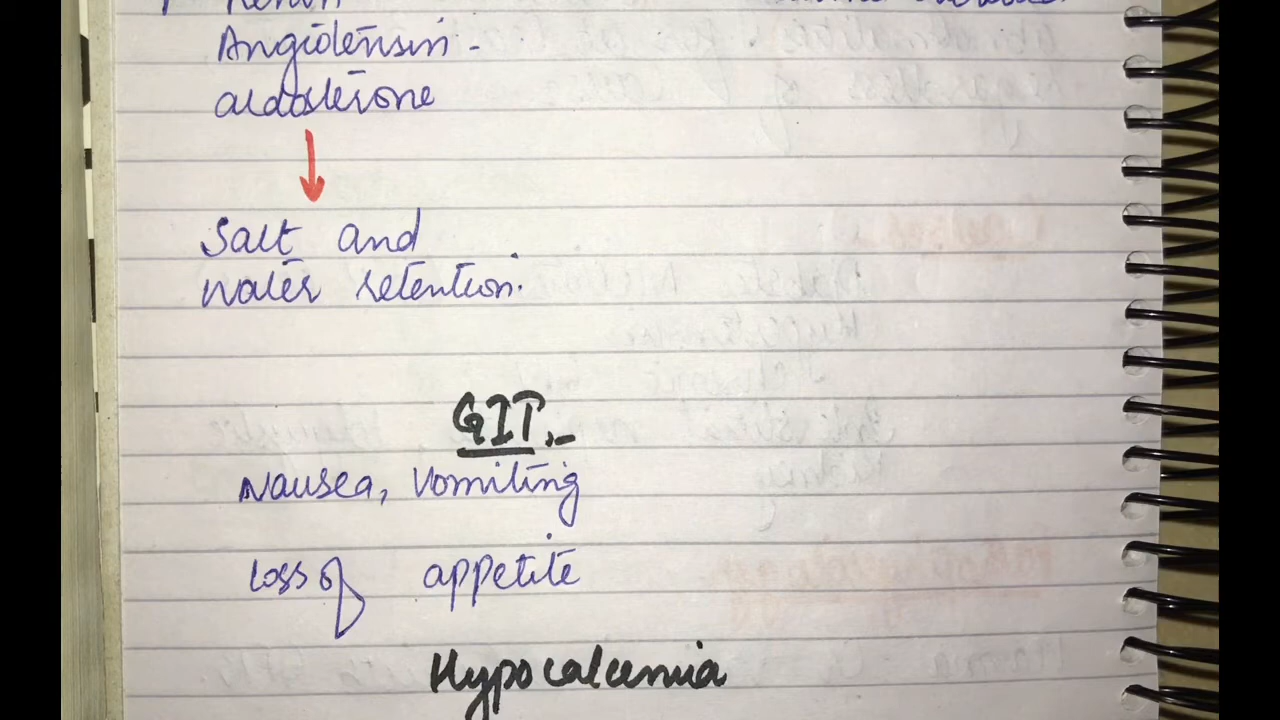 Angiotensin -
aldosterone
Salt and
water retention.
GIT.-
Nausea, Vomiting
loss of appetite
Hypocalcemia